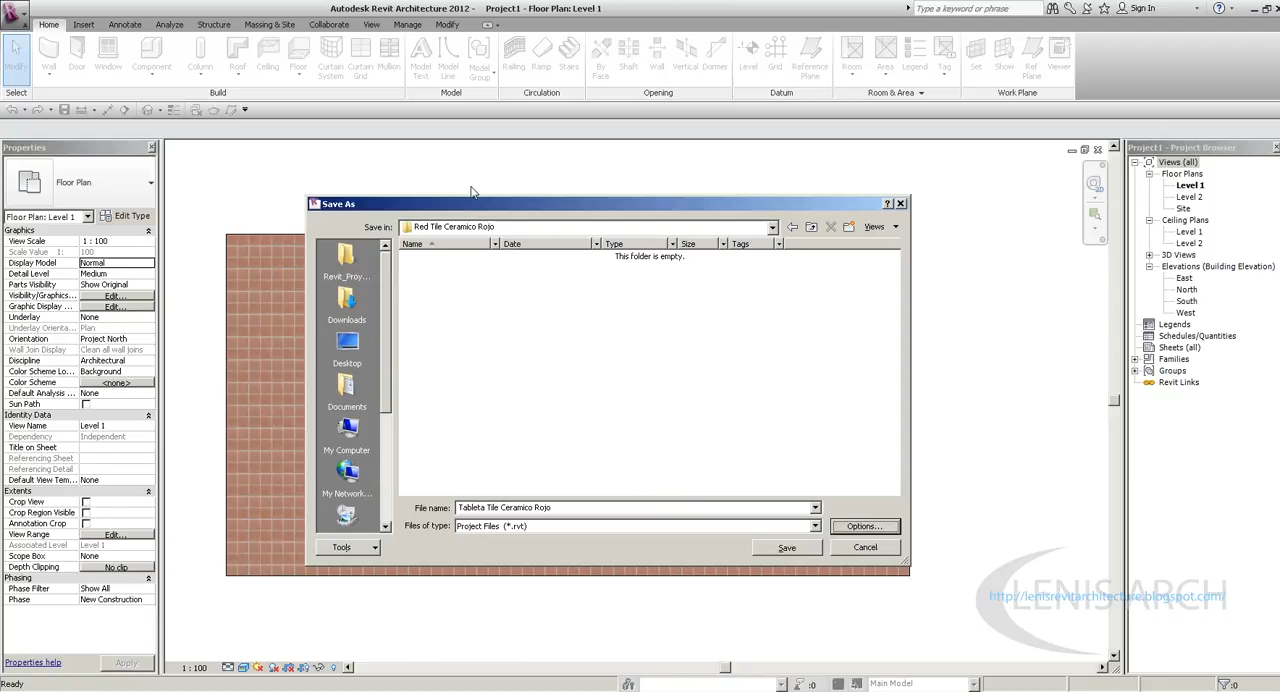 Autodesk Revit Architecture 2012 - Project1 - Floor Plan: Level 1
Type a keyword or phrase
Sign In
Home Insert Annotate Analyze Structure Massing & Site Collaborate View Manage Modify
Modify Wall Door Window Component Column Roof Ceiling Floor Curtain System Curtain Grid Mullion Model Text Model Line Model Group Railing Ramp Stairs By Face Shaft Wall Vertical Dormer Level Grid Reference Plane Room Area Legend Tag Set Show Ref Plane Viewer
Select Build Model Circulation Opening Datum Room & Area Work Plane
Properties
Floor Plan
Floor Plan: Level 1 Edit Type
Graphics
View Scale 1 : 100
Scale Value 1: 100
Display Model Normal
Detail Level Medium
Parts Visibility Show Original
Visibility/Graphics... Edit...
Graphic Display ... Edit...
Underlay None
Underlay Orienta... Plan
Orientation Project North
Wall Join Display Clean all wall joins
Discipline Architectural
Color Scheme Lo... Background
Color Scheme <none>
Default Analysis ... None
Sun Path
Identity Data
View Name Level 1
Dependency Independent
Title on Sheet
Referencing Sheet
Referencing Detail
Default View Tem... None
Extents
Crop View
Crop Region Visible
Annotation Crop
View Range Edit...
Associated Level Level 1
Scope Box None
Depth Clipping No clip
Phasing
Phase Filter Show All
Phase New Construction
Properties help Apply
Save As
Save in: Red Tile Ceramico Rojo Views
Name Date Type Size Tags
This folder is empty.
Revit_Proy...
Downloads
Desktop
Documents
My Computer
My Network...
File name: Tableta Tile Ceramico Rojo
Files of type: Project Files (*.rvt) Options...
Tools Save Cancel
Project1 - Project Browser
Views (all)
Floor Plans
Level 1
Level 2
Site
Ceiling Plans
Level 1
Level 2
3D Views
Elevations (Building Elevation)
East
North
South
West
Legends
Schedules/Quantities
Sheets (all)
Families
Groups
Revit Links
LENIS ARCH
http://lenisrevitarchitecture.blogspot.com/
1 : 100
Ready :0 Main Model :0